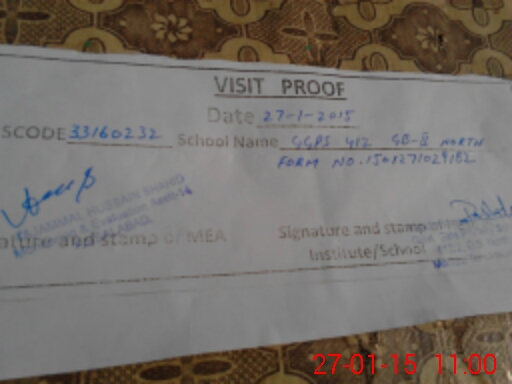 VISIT PROOF
Date 27-1-2015
SCODE 33160232 School Name GGPS 412 GB-II NORTH
FORM NO. 1501271029182
HUSSAIN
ature and stamp of MEA
Signature and stamp of
Institute/School
27-01-15 11:00